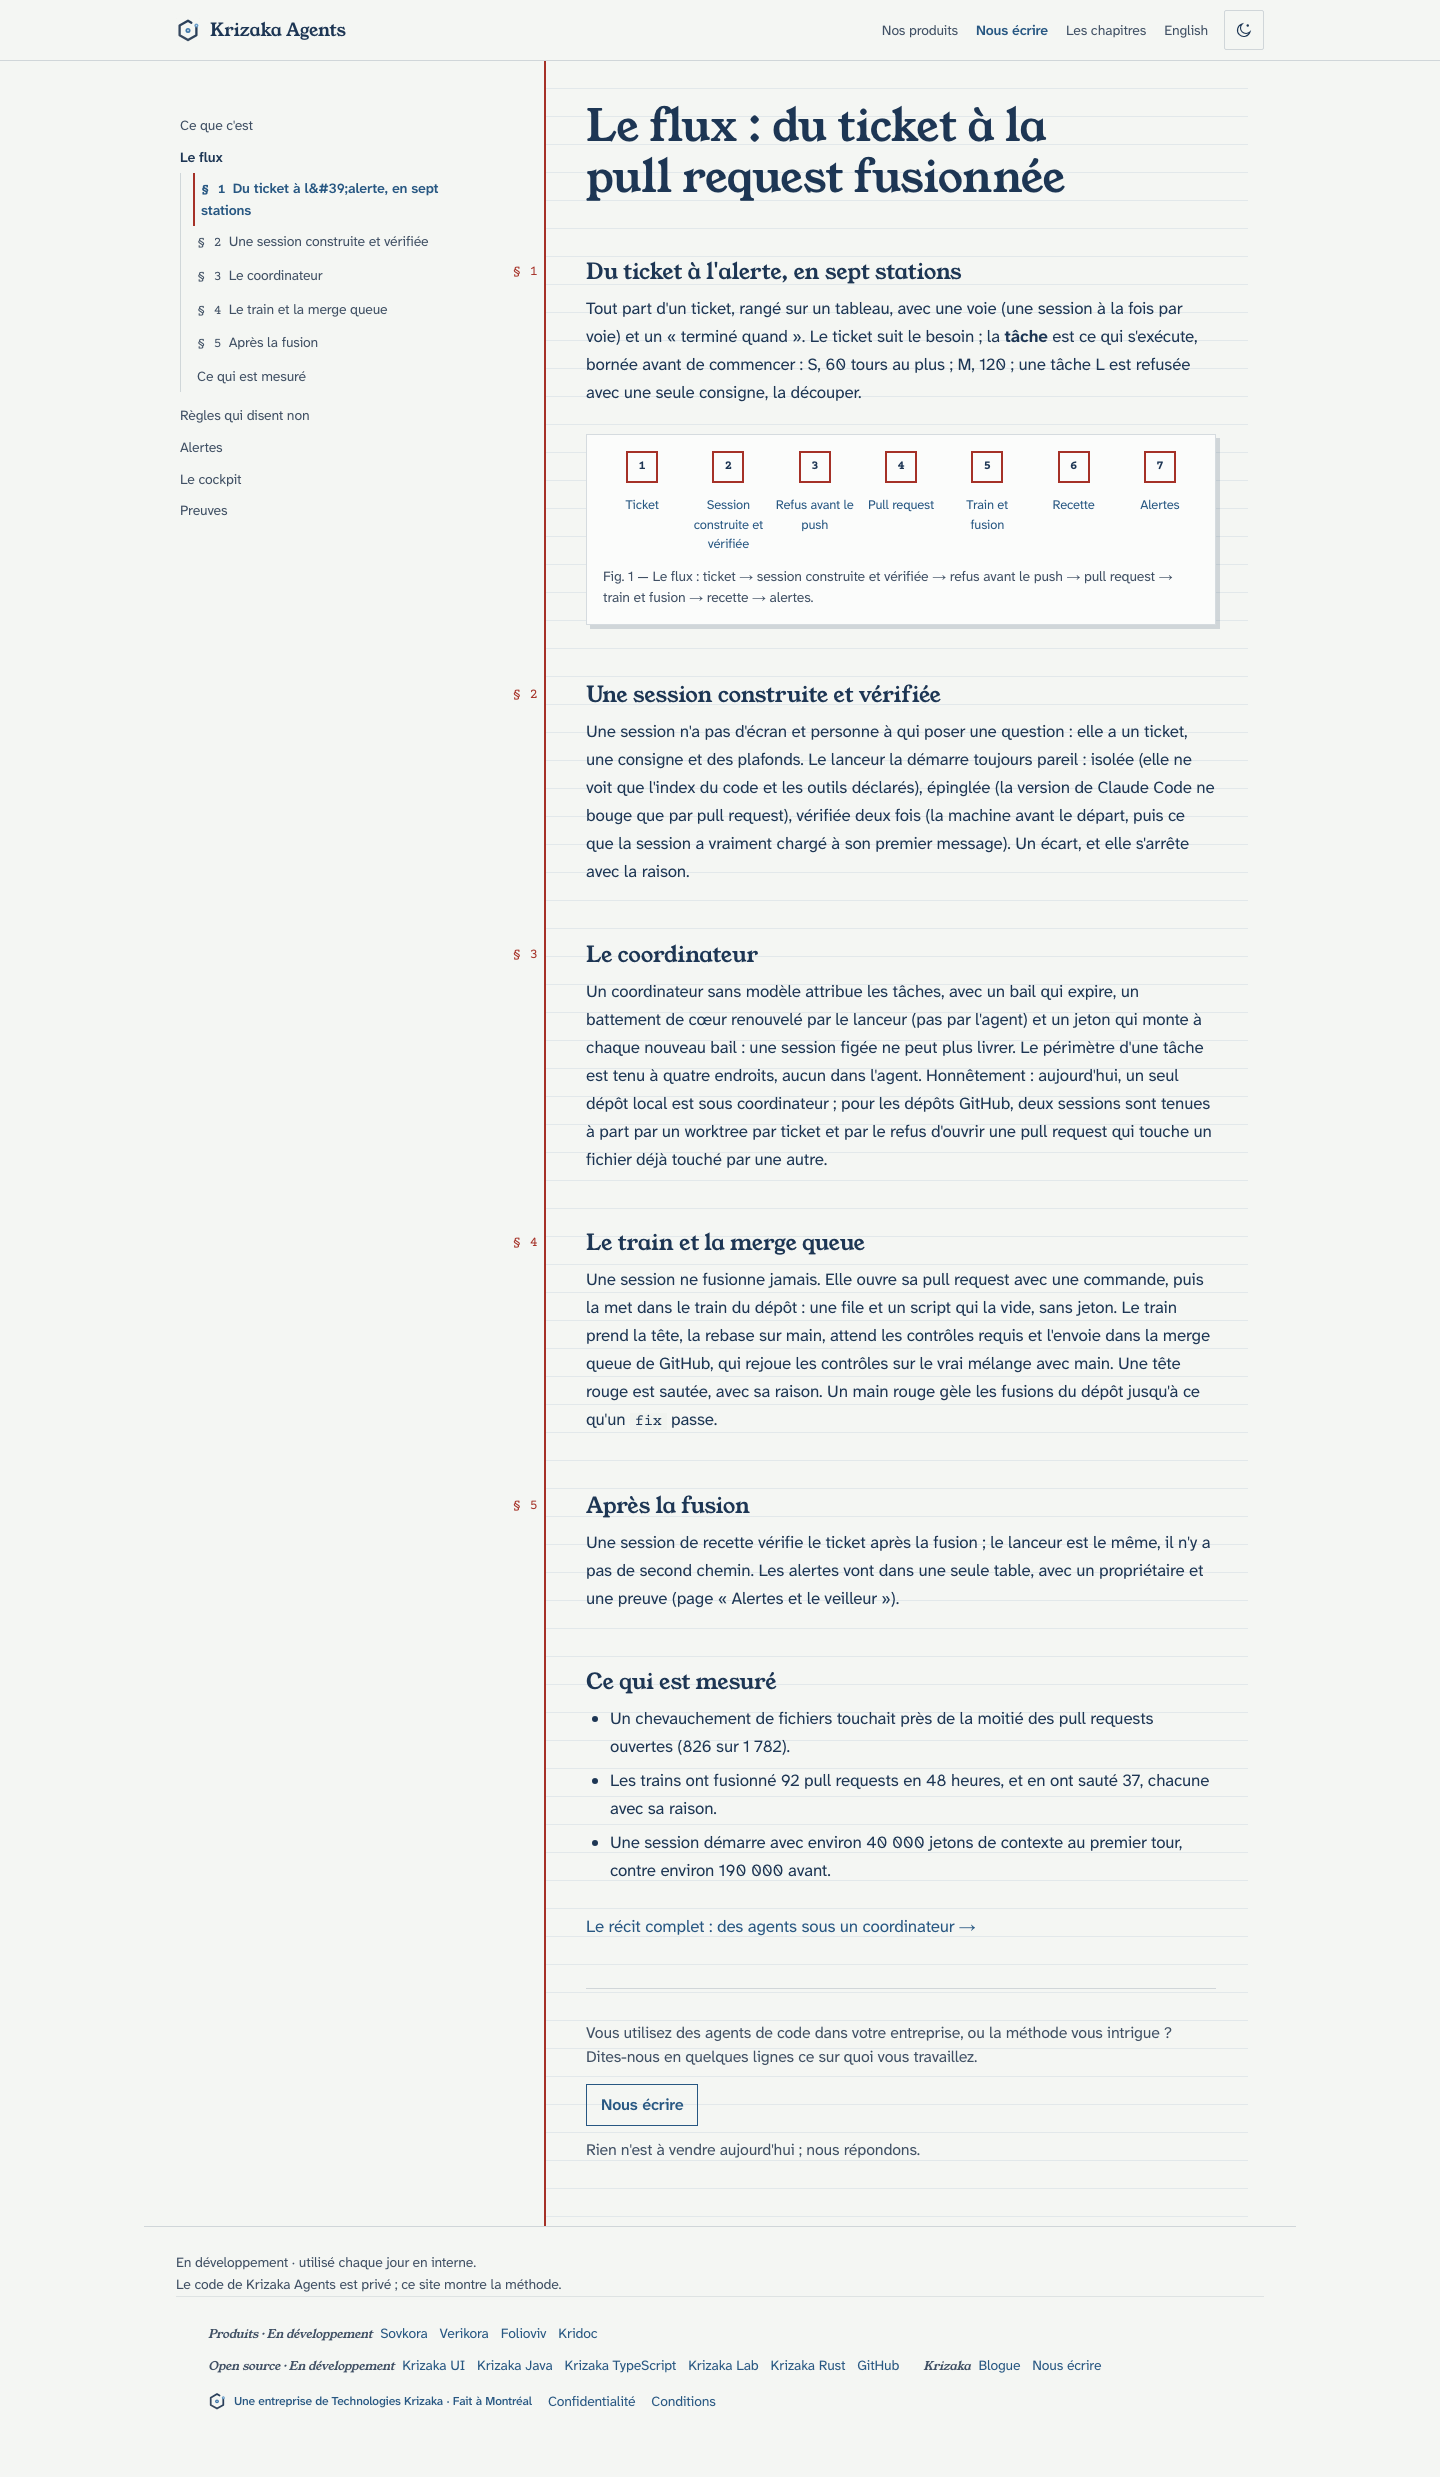 Krizaka Agents
Nos produits Nous écrire Les chapitres English
Ce que c'est
Le flux
§ 1 Du ticket à l&#39;alerte, en sept
stations
§ 2 Une session construite et vérifiée
§ 3 Le coordinateur
§ 4 Le train et la merge queue
§ 5 Après la fusion
Ce qui est mesuré
Règles qui disent non
Alertes
Le cockpit
Preuves
Le flux : du ticket à la
pull request fusionnée
§ 1
Du ticket à l'alerte, en sept stations
Tout part d'un ticket, rangé sur un tableau, avec une voie (une session à la fois par
voie) et un « terminé quand ». Le ticket suit le besoin ; la tâche est ce qui s'exécute,
bornée avant de commencer : S, 60 tours au plus ; M, 120 ; une tâche L est refusée
avec une seule consigne, la découper.
1 2 3 4 5 6 7
Ticket Session Refus avant le Pull request Train et Recette Alertes
construite et push fusion
vérifiée
Fig. 1 — Le flux : ticket → session construite et vérifiée → refus avant le push → pull request →
train et fusion → recette → alertes.
§ 2
Une session construite et vérifiée
Une session n'a pas d'écran et personne à qui poser une question : elle a un ticket,
une consigne et des plafonds. Le lanceur la démarre toujours pareil : isolée (elle ne
voit que l'index du code et les outils déclarés), épinglée (la version de Claude Code ne
bouge que par pull request), vérifiée deux fois (la machine avant le départ, puis ce
que la session a vraiment chargé à son premier message). Un écart, et elle s'arrête
avec la raison.
§ 3
Le coordinateur
Un coordinateur sans modèle attribue les tâches, avec un bail qui expire, un
battement de cœur renouvelé par le lanceur (pas par l'agent) et un jeton qui monte à
chaque nouveau bail : une session figée ne peut plus livrer. Le périmètre d'une tâche
est tenu à quatre endroits, aucun dans l'agent. Honnêtement : aujourd'hui, un seul
dépôt local est sous coordinateur ; pour les dépôts GitHub, deux sessions sont tenues
à part par un worktree par ticket et par le refus d'ouvrir une pull request qui touche un
fichier déjà touché par une autre.
§ 4
Le train et la merge queue
Une session ne fusionne jamais. Elle ouvre sa pull request avec une commande, puis
la met dans le train du dépôt : une file et un script qui la vide, sans jeton. Le train
prend la tête, la rebase sur main, attend les contrôles requis et l'envoie dans la merge
queue de GitHub, qui rejoue les contrôles sur le vrai mélange avec main. Une tête
rouge est sautée, avec sa raison. Un main rouge gèle les fusions du dépôt jusqu'à ce
qu'un fix passe.
§ 5
Après la fusion
Une session de recette vérifie le ticket après la fusion ; le lanceur est le même, il n'y a
pas de second chemin. Les alertes vont dans une seule table, avec un propriétaire et
une preuve (page « Alertes et le veilleur »).
Ce qui est mesuré
• Un chevauchement de fichiers touchait près de la moitié des pull requests
ouvertes (826 sur 1 782).
• Les trains ont fusionné 92 pull requests en 48 heures, et en ont sauté 37, chacune
avec sa raison.
• Une session démarre avec environ 40 000 jetons de contexte au premier tour,
contre environ 190 000 avant.
Le récit complet : des agents sous un coordinateur →
Vous utilisez des agents de code dans votre entreprise, ou la méthode vous intrigue ?
Dites-nous en quelques lignes ce sur quoi vous travaillez.
Nous écrire
Rien n'est à vendre aujourd'hui ; nous répondons.
En développement · utilisé chaque jour en interne.
Le code de Krizaka Agents est privé ; ce site montre la méthode.
Produits · En développement Sovkora Verikora Folioviv Kridoc
Open source · En développement Krizaka UI Krizaka Java Krizaka TypeScript Krizaka Lab Krizaka Rust GitHub Krizaka Blogue Nous écrire
Une entreprise de Technologies Krizaka · Fait à Montréal Confidentialité Conditions